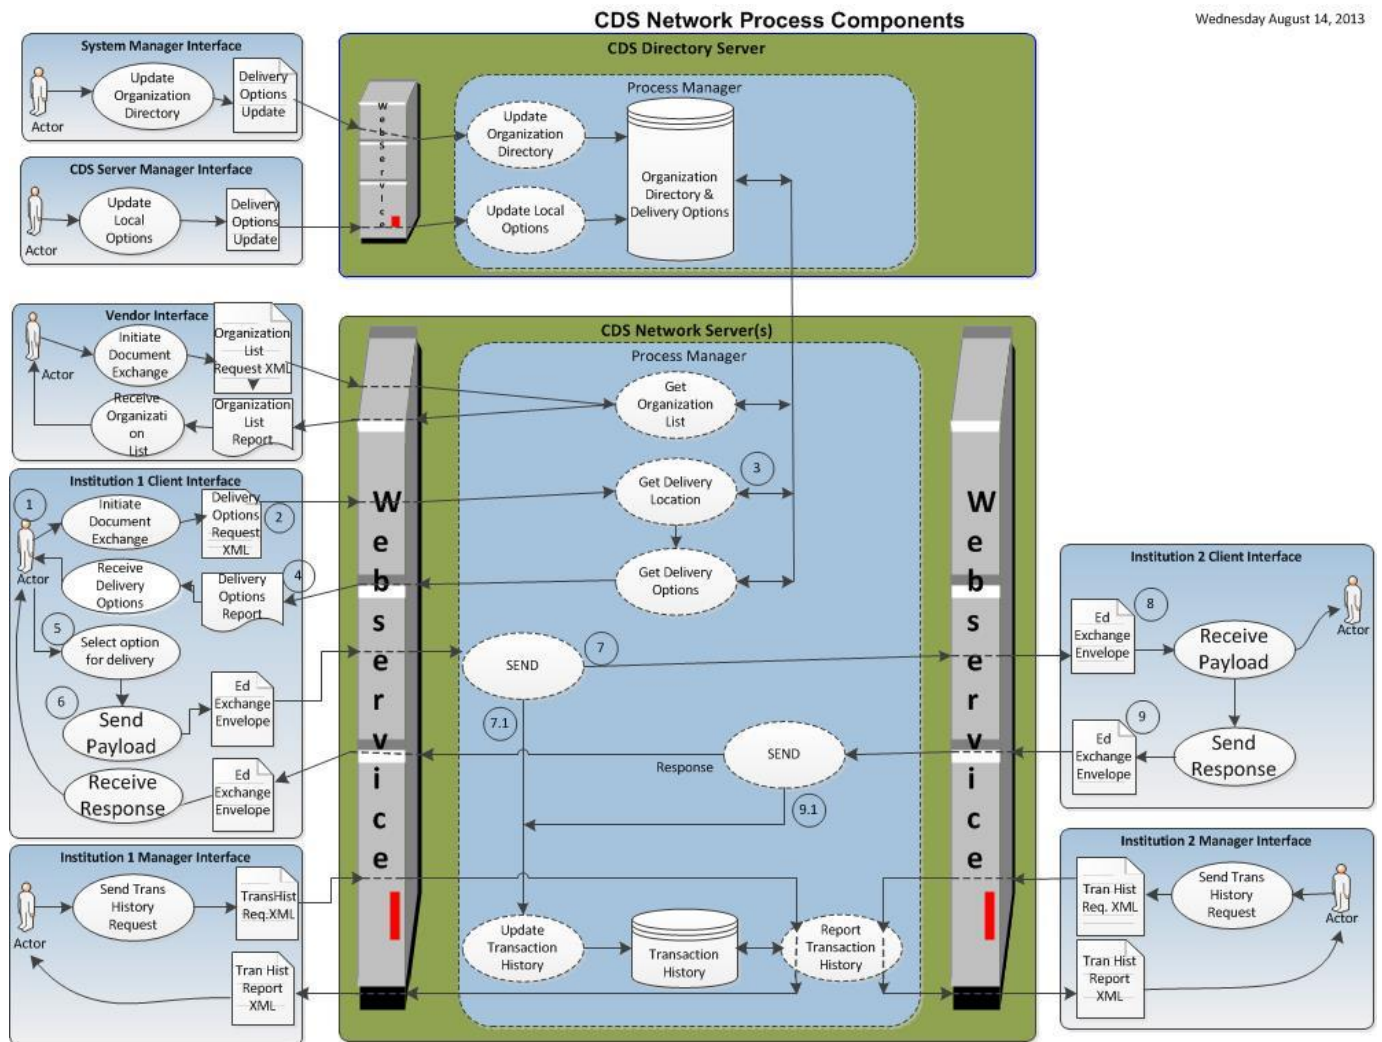 CDS Network Process Components
Wednesday August 14, 2013
System Manager Interface
Actor
Update
Organization
Directory
Delivery
Options
Update
CDS Server Manager Interface
Actor
Update
Local
Options
Delivery
Options
Update
CDS Directory Server
Web Service
Process Manager
Update
Organization
Directory
Update Local
Options
Organization
Directory &
Delivery Options
Vendor Interface
Actor
Initiate
Document
Exchange
Organization
List
Request XML
Receive
Organizati
on
List
Organization
List
Report
Institution 1 Client Interface
1
Actor
Initiate
Document
Exchange
Delivery
Options
Request
XML
2
Receive
Delivery
Options
Delivery
Options
Report
4
5
Select option
for delivery
6
Send
Payload
Ed
Exchange
Envelope
Receive
Response
Ed
Exchange
Envelope
Institution 1 Manager Interface
Actor
Send Trans
History
Request
TransHist
Req.XML
Tran Hist
Report
XML
CDS Network Server(s)
Web service
Process Manager
Get
Organization
List
Get Delivery
Location
3
Get Delivery
Options
SEND
7
7.1
Response
SEND
9.1
Update
Transaction
History
Transaction
History
Report
Transaction
History
Web service
Institution 2 Client Interface
Ed
Exchange
Envelope
8
Receive
Payload
Actor
Ed
Exchange
Envelope
9
Send
Response
Institution 2 Manager Interface
Tran Hist
Req. XML
Send Trans
History
Request
Actor
Tran Hist
Report
XML